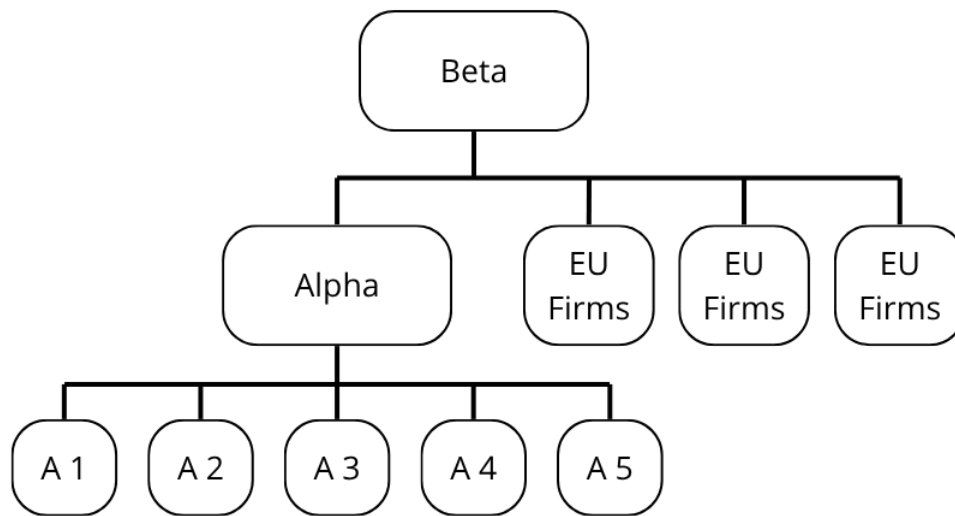 Beta
Alpha
EU
Firms
EU
Firms
EU
Firms
A 1
A 2
A 3
A 4
A 5